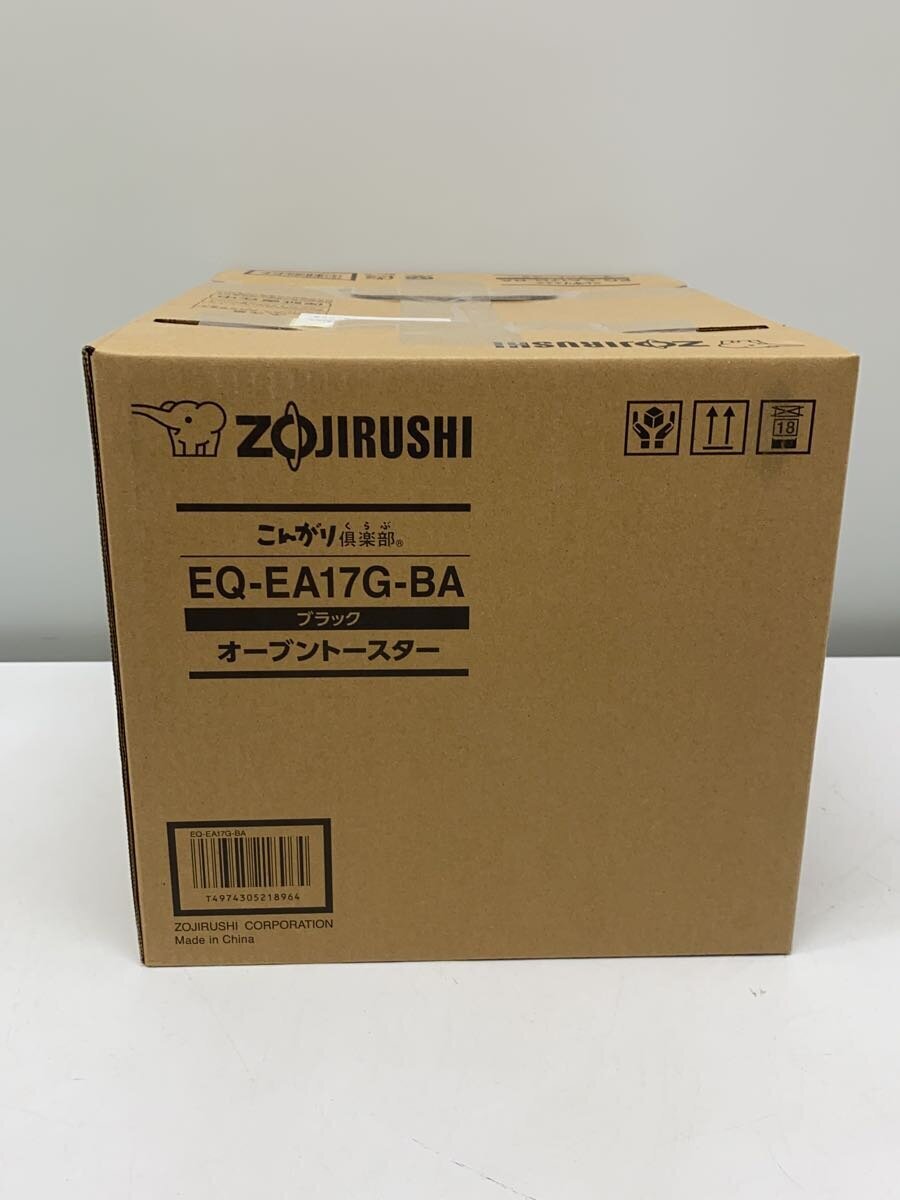 ZOJIRUSHI
ZOJIRUSHI
18
くらぶ
こんがり倶楽部®
EQ-EA17G-BA
ブラック
オーブントースター
EQ-EA17G-BA
T4974305218964
ZOJIRUSHI CORPORATION
Made in China